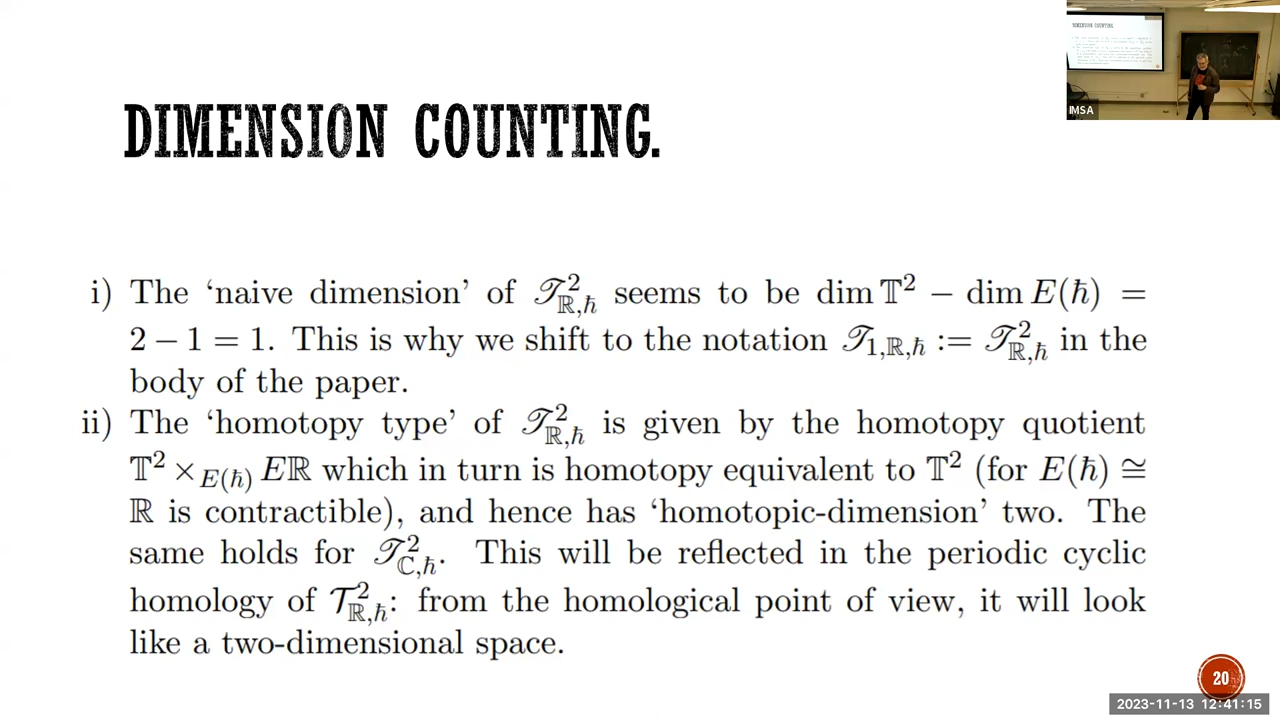 DIMENSION COUNTING.
i) The ‘naive dimension’ of 𝒯²_{ℝ,ℏ} seems to be dim 𝕋² − dim E(ℏ) =
2 − 1 = 1. This is why we shift to the notation 𝒯_{1,ℝ,ℏ} := 𝒯²_{ℝ,ℏ} in the
body of the paper.
ii) The ‘homotopy type’ of 𝒯²_{ℝ,ℏ} is given by the homotopy quotient
𝕋² ×_{E(ℏ)} Eℝ which in turn is homotopy equivalent to 𝕋² (for E(ℏ) ≅
ℝ is contractible), and hence has ‘homotopic-dimension’ two. The
same holds for 𝒯²_{ℂ,ℏ}. This will be reflected in the periodic cyclic
homology of 𝒯²_{ℝ,ℏ}: from the homological point of view, it will look
like a two-dimensional space.
20
2023-11-13 12:41:15
DIMENSION COUNTING
IMSA